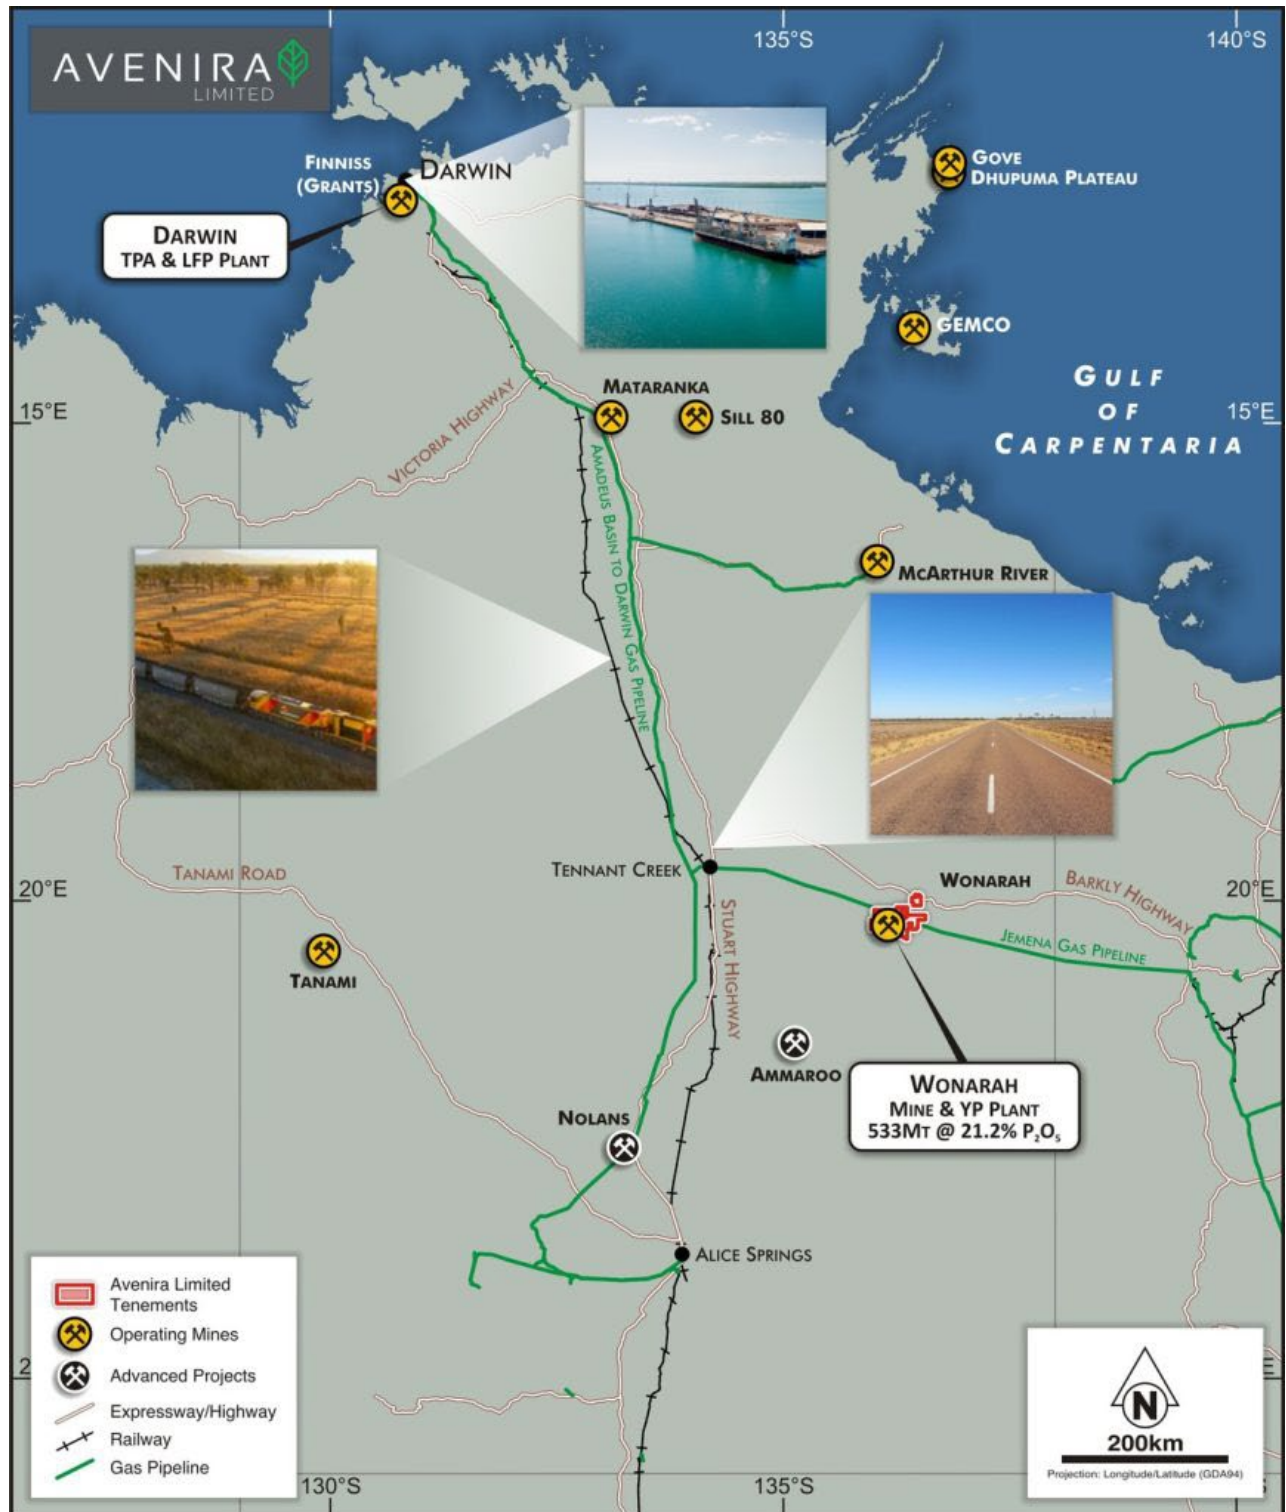 AVENIRA
LIMITED
135°S
140°S
FINNISS
(GRANTS)
DARWIN
DARWIN
TPA & LFP PLANT
GOVE
DHUPUMA PLATEAU
GEMCO
GULF
OF
CARPENTARIA
15°E
15°E
MATARANKA
SILL 80
VICTORIA HIGHWAY
AMADEUS BASIN TO DARWIN GAS PIPELINE
MCARTHUR RIVER
TENNANT CREEK
20°E
20°E
TANAMI ROAD
TANAMI
STUART HIGHWAY
WONARAH
BARKLY HIGHWAY
JEMENA GAS PIPELINE
AMMAROO
WONARAH
MINE & YP PLANT
533MT @ 21.2% P₂O₅
NOLANS
ALICE SPRINGS
Avenira Limited
Tenements
Operating Mines
Advanced Projects
Expressway/Highway
Railway
Gas Pipeline
N
200km
Projection: Longitude/Latitude (GDA94)
130°S
135°S